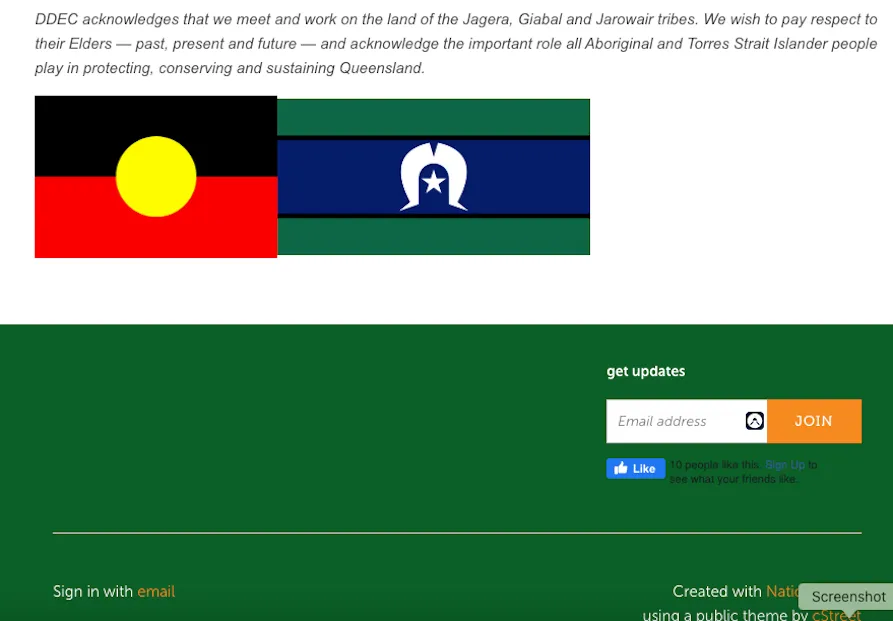 DDEC acknowledges that we meet and work on the land of the Jagera, Giabal and Jarowair tribes. We wish to pay respect to
their Elders — past, present and future — and acknowledge the important role all Aboriginal and Torres Strait Islander people
play in protecting, conserving and sustaining Queensland.
get updates
Email address
JOIN
Like
10 people like this. Sign Up to
see what your friends like.
Sign in with email
Created with
Screenshot
using a public theme by cStreet